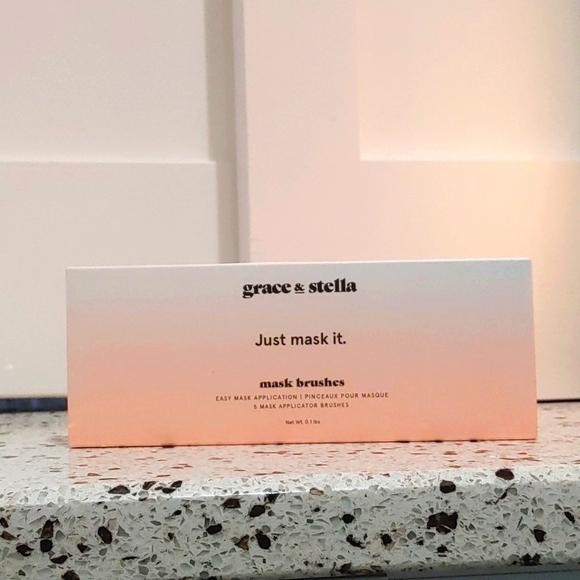 grace & stella
Just mask it.
mask brushes
EASY MASK APPLICATION | PINCEAUX POUR MASQUE
5 MASK APPLICATOR BRUSHES
Net Wt. 0.1 lbs